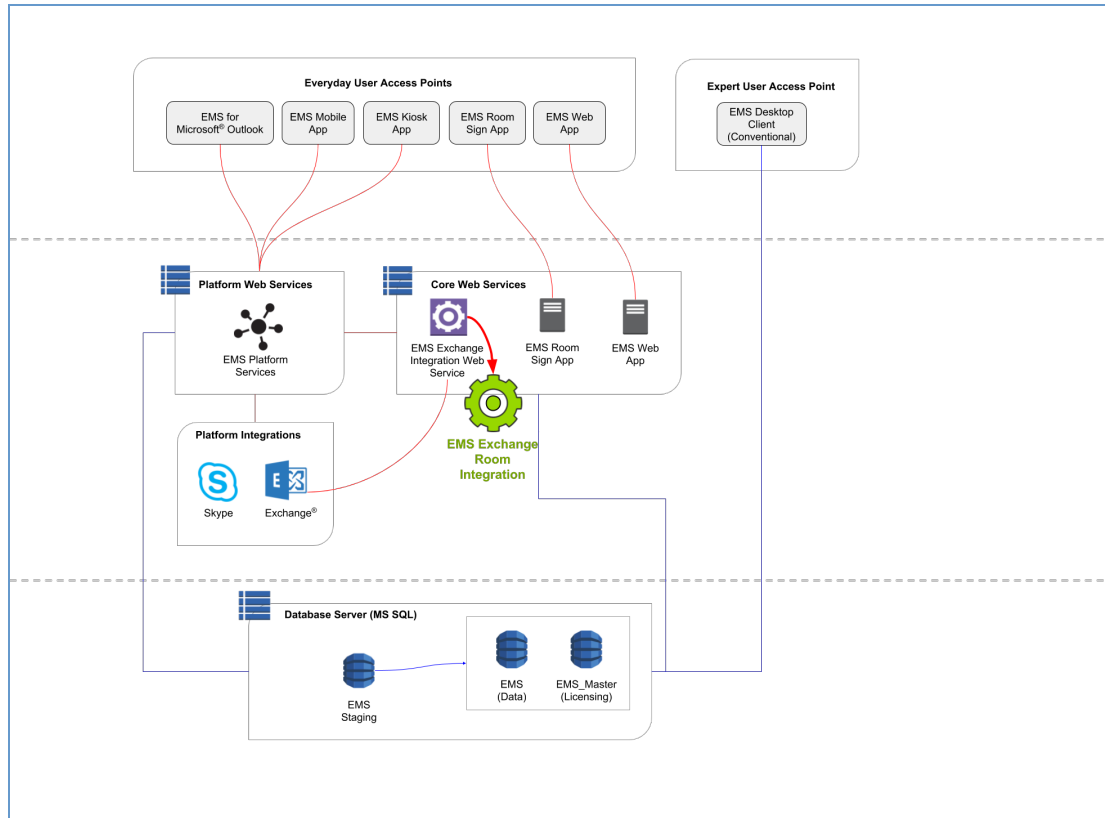 Everyday User Access Points
EMS for
Microsoft® Outlook
EMS Mobile
App
EMS Kiosk
App
EMS Room
Sign App
EMS Web
App
Expert User Access Point
EMS Desktop
Client
(Conventional)
Platform Web Services
EMS Platform
Services
Core Web Services
EMS Exchange
Integration Web
Service
EMS Room
Sign App
EMS Web
App
EMS Exchange
Room
Integration
Platform Integrations
S
Skype
E
Exchange®
Database Server (MS SQL)
EMS
Staging
EMS
(Data)
EMS_Master
(Licensing)